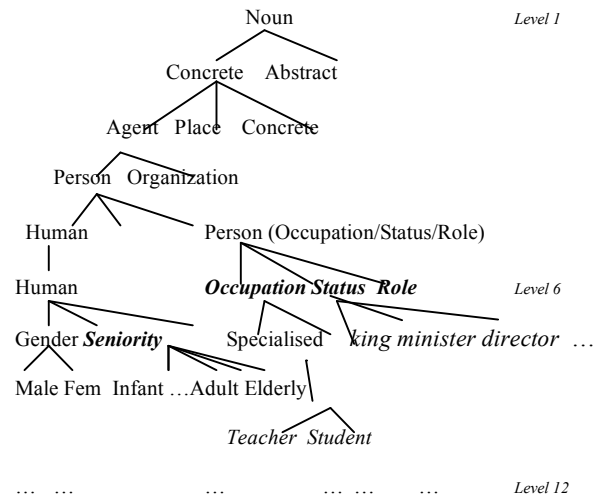 Noun Level 1
Concrete Abstract
Agent Place Concrete
Person Organization
Human Person (Occupation/Status/Role)
Human Occupation Status Role Level 6
Gender Seniority Specialised king minister director …
Male Fem Infant …Adult Elderly
Teacher Student
… … … … … … Level 12